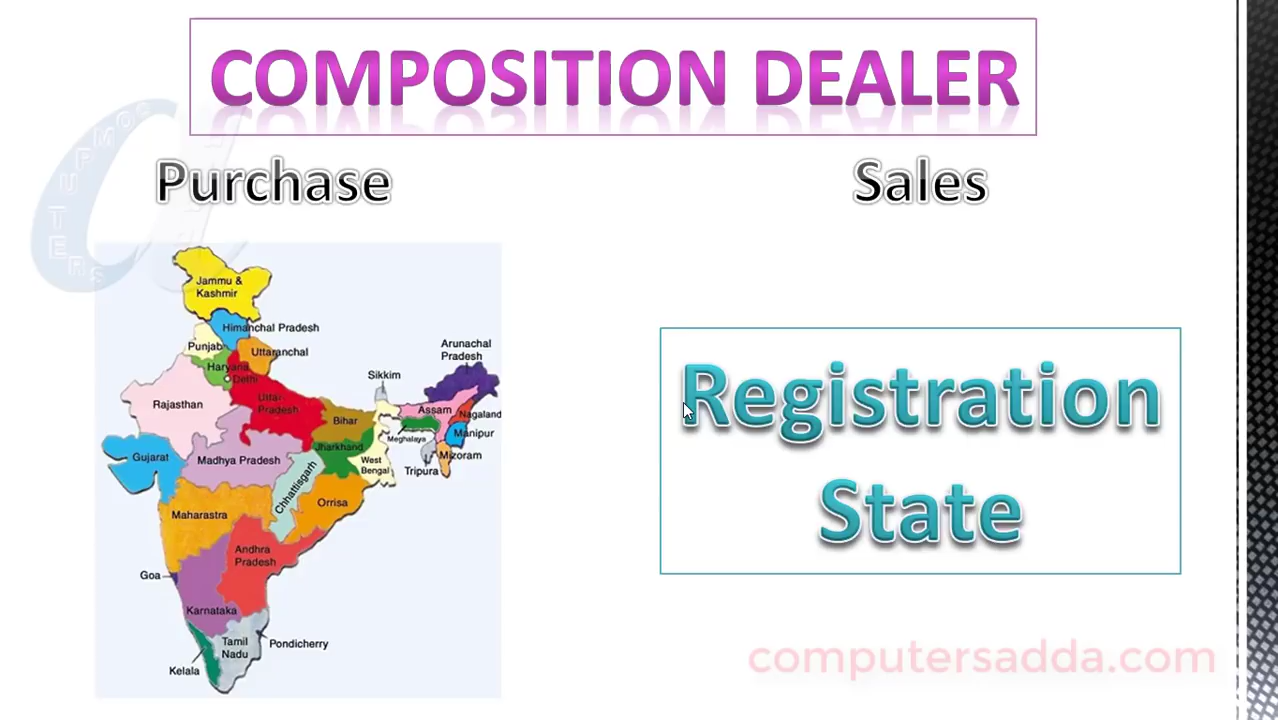 COMPOSITION DEALER
Purchase
Sales
Jammu &
Kashmir
Himanchal Pradesh
Punjab
Uttaranchal
Haryana
Delhi
Arunachal
Pradesh
Sikkim
Rajasthan
Uttar
Pradesh
Assam
Nagaland
Bihar
Meghalaya
Manipur
Jharkhand
Gujarat
Madhya Pradesh
West
Bengal
Tripura
Mizoram
Chhattisgarh
Orrisa
Maharastra
Andhra
Pradesh
Goa
Karnataka
Tamil
Nadu
Pondicherry
Kelala
Registration
State
computersadda.com